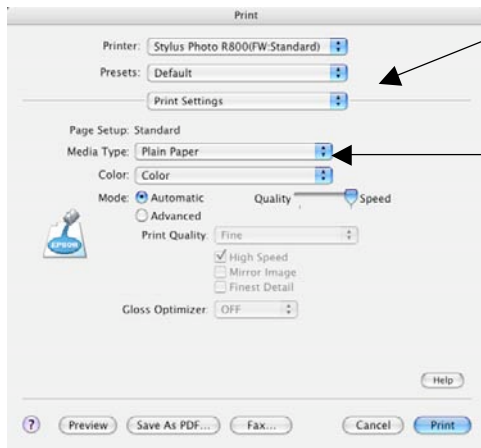 Print
Printer: Stylus Photo R800(FW:Standard)
Presets: Default
Print Settings
Page Setup: Standard
Media Type: Plain Paper
Color: Color
Mode: Automatic Quality Speed
Advanced
Print Quality: Fine
High Speed
Mirror Image
Finest Detail
EPSON
Gloss Optimizer: OFF
Help
? Preview Save As PDF... Fax... Cancel Print